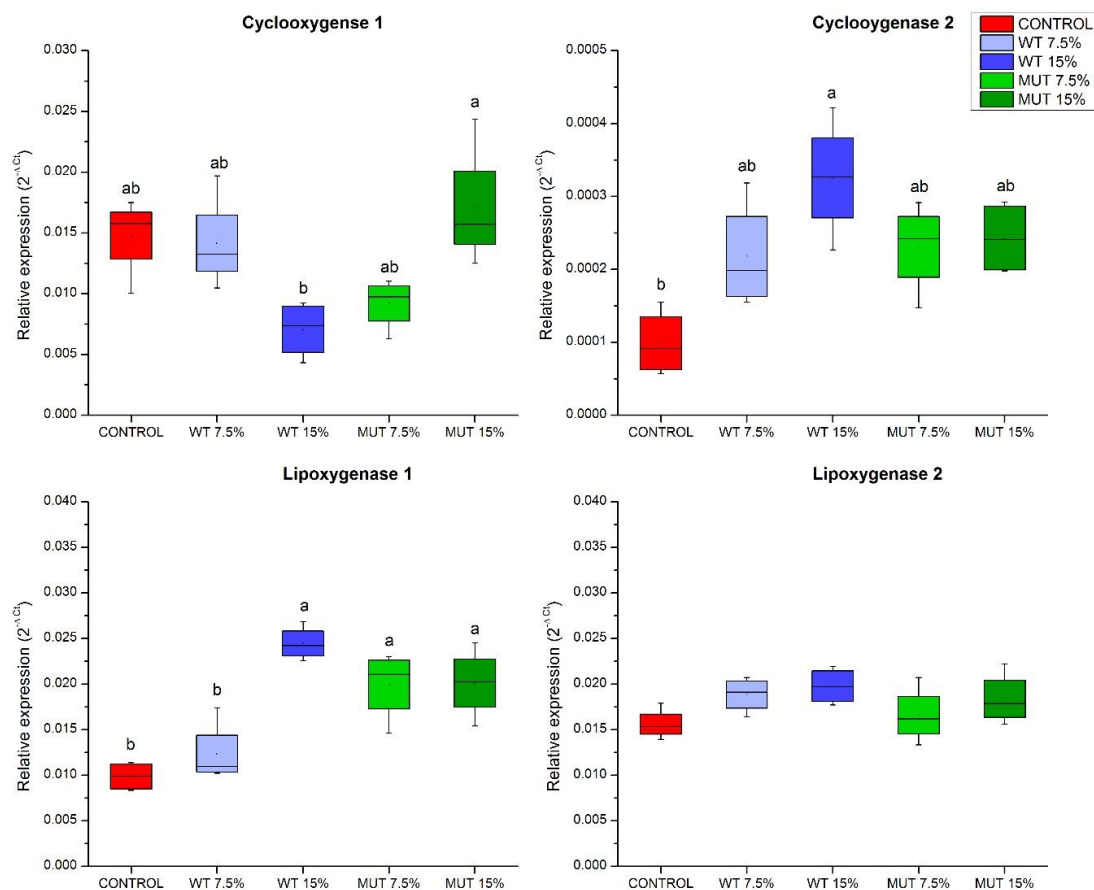 Cyclooxygense 1
0.030
0.025
0.020
0.015
0.010
0.005
0.000
Relative expression (2^-Δ Ct)
ab
ab
b
ab
a
CONTROL WT 7.5% WT 15% MUT 7.5% MUT 15%
Cyclooygenase 2
0.0005
0.0004
0.0003
0.0002
0.0001
0.0000
Relative expression (2^-Δ Ct)
b
ab
a
ab
ab
CONTROL WT 7.5% WT 15% MUT 7.5% MUT 15%
CONTROL
WT 7.5%
WT 15%
MUT 7.5%
MUT 15%
Lipoxygenase 1
0.040
0.035
0.030
0.025
0.020
0.015
0.010
0.005
0.000
Relative expression (2^-Δ Ct)
b
b
a
a
a
CONTROL WT 7.5% WT 15% MUT 7.5% MUT 15%
Lipoxygenase 2
0.040
0.035
0.030
0.025
0.020
0.015
0.010
0.005
0.000
Relative expression (2^-Δ Ct)
CONTROL WT 7.5% WT 15% MUT 7.5% MUT 15%